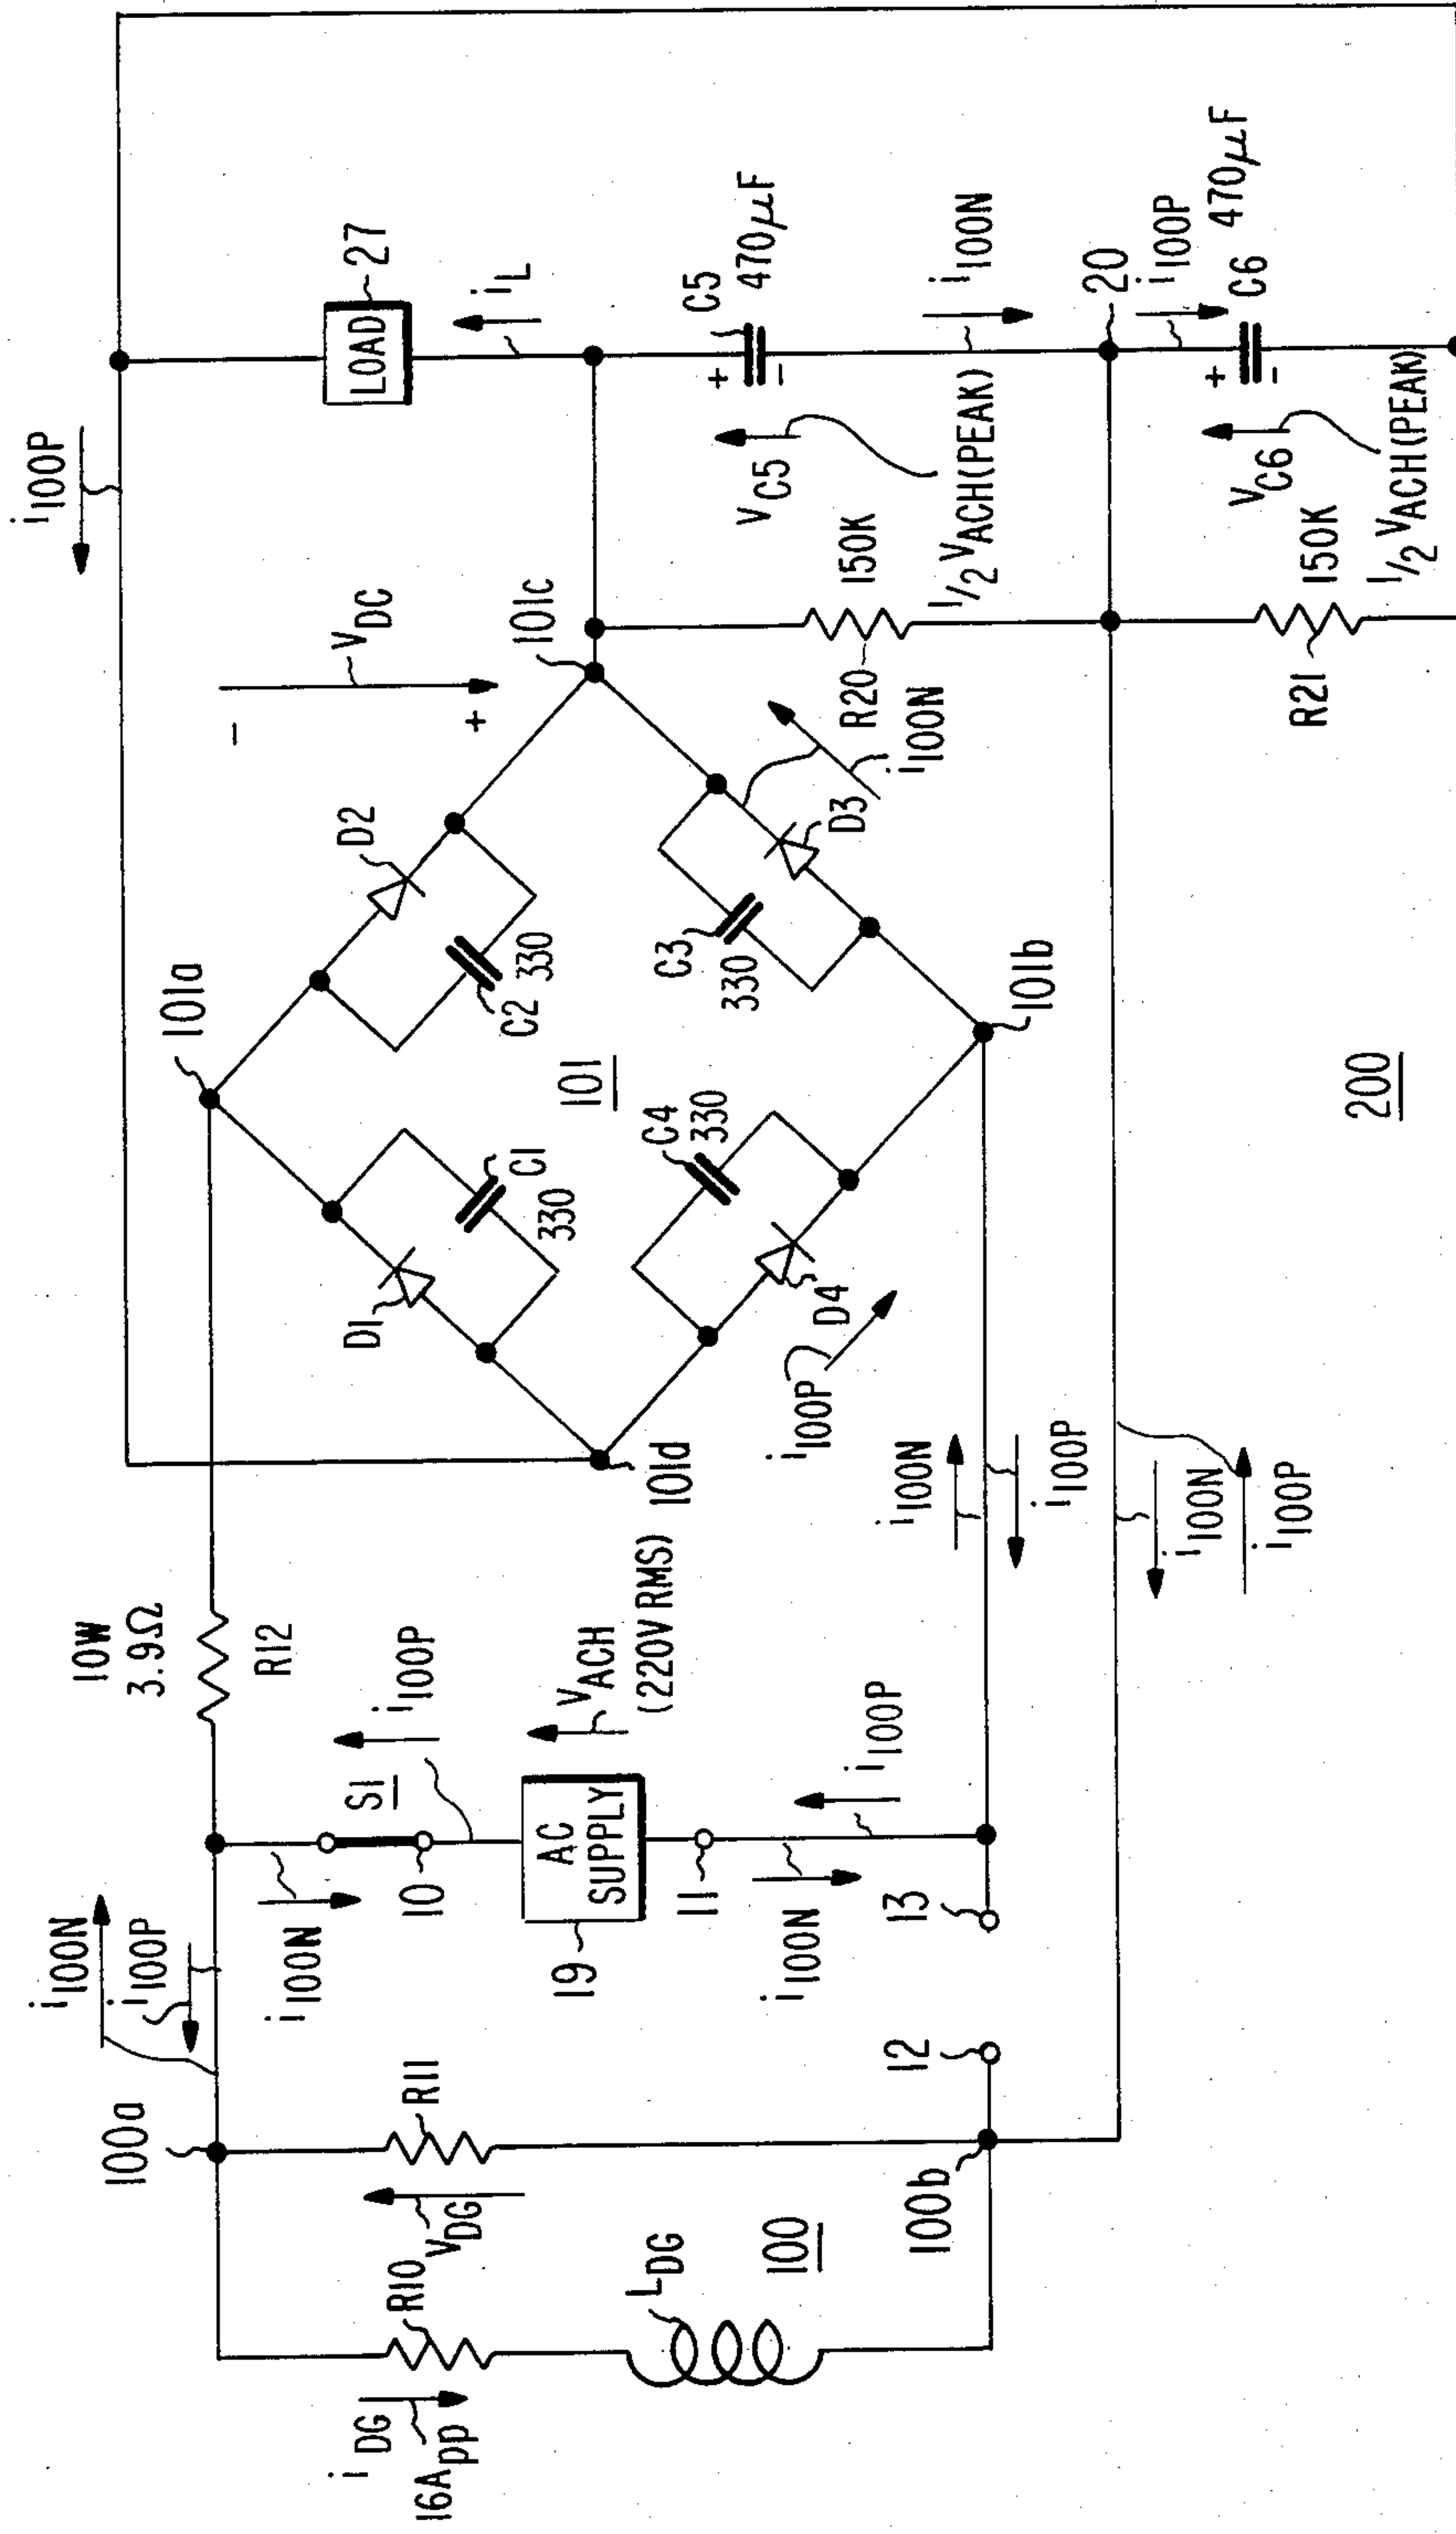 i100P
VDC
-
+
101c
LOAD
27
iL
C5
470μF
+
-
VC5
1/2 VACH(PEAK)
i100N
20
i100P
C6
470μF
+
-
VC6
1/2 VACH(PEAK)
150K
R20
150K
R21
101a
D2
C2
330
101
C3
330
D3
i100N
101b
D1
C1
330
C4
330
D4
i100P
101d
10W
3.9Ω
R12
i100N
i100P
i100N
i100P
200
i100N
i100P
S1
i100P
i100N
10
AC
SUPPLY
19
VACH
(220V RMS)
11
i100P
i100N
13
12
100a
R11
VDG
100b
R10
LDG
100
iDG
16App